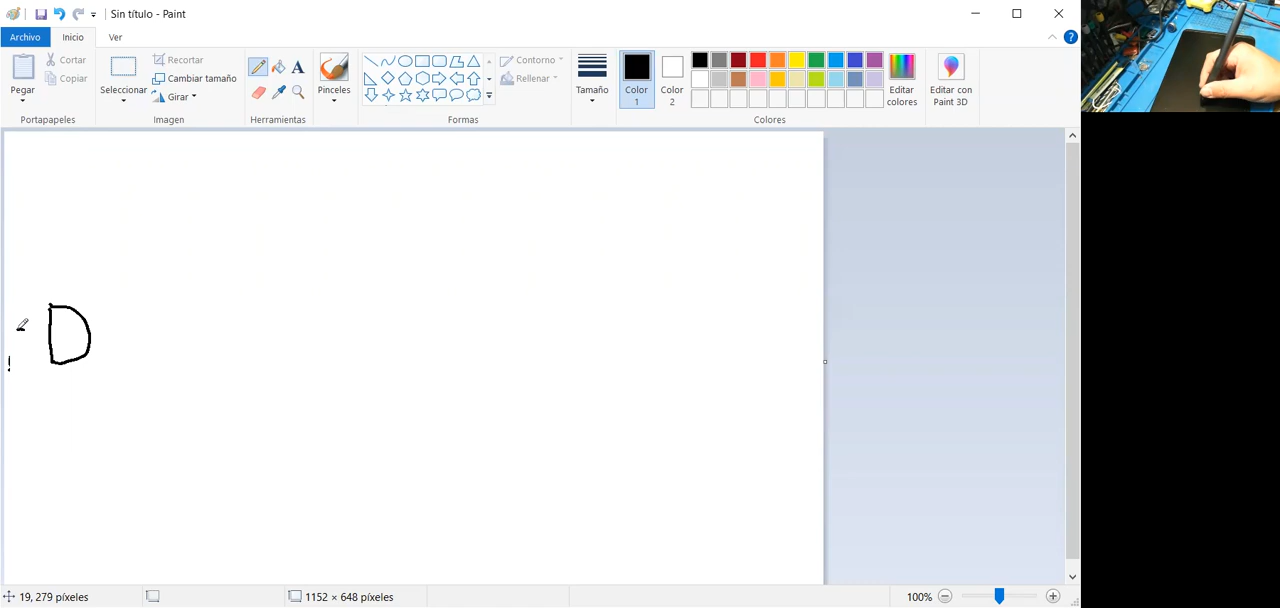 Sin título - Paint
Archivo Inicio Ver
Pegar
Cortar
Copiar
Portapapeles
Seleccionar
Recortar
Cambiar tamaño
Girar
Imagen
A
Herramientas
Pinceles
Contorno
Rellenar
Formas
Tamaño
Color 1
Color 2
Colores
Editar colores
Editar con Paint 3D
?
D
19, 279 píxeles
1152 × 648 píxeles
100%